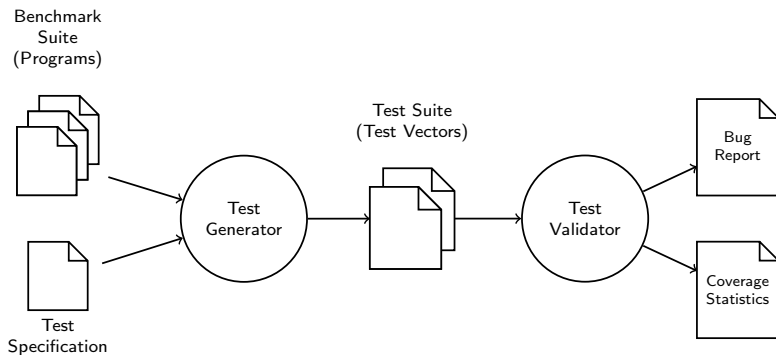 Benchmark
Suite
(Programs)
Test
Specification
Test
Generator
Test Suite
(Test Vectors)
Test
Validator
Bug
Report
Coverage
Statistics